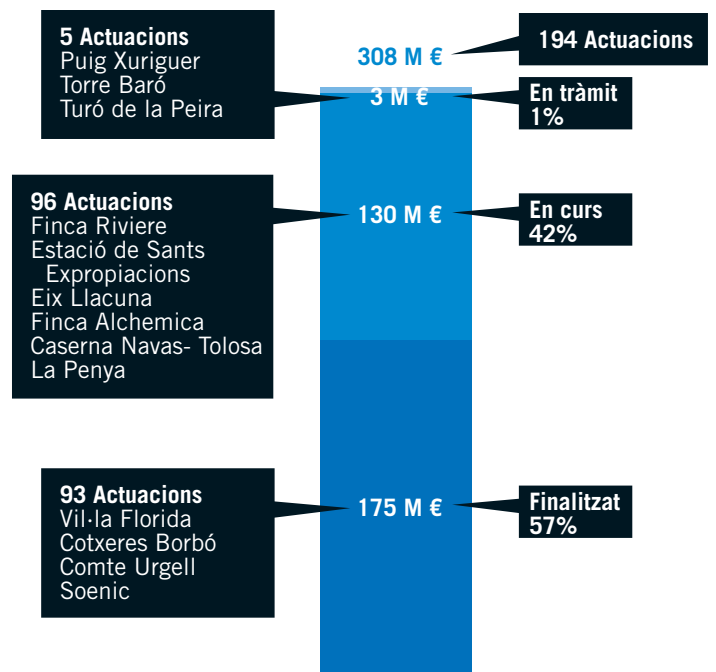 308 M €
194 Actuacions
5 Actuacions
Puig Xuriguer
Torre Baró
Turó de la Peira
3 M €
En tràmit
1%
96 Actuacions
Finca Riviere
Estació de Sants
Expropiacions
Eix Llacuna
Finca Alchemica
Caserna Navas- Tolosa
La Penya
130 M €
En curs
42%
93 Actuacions
Vil·la Florida
Cotxeres Borbó
Comte Urgell
Soenic
175 M €
Finalitzat
57%